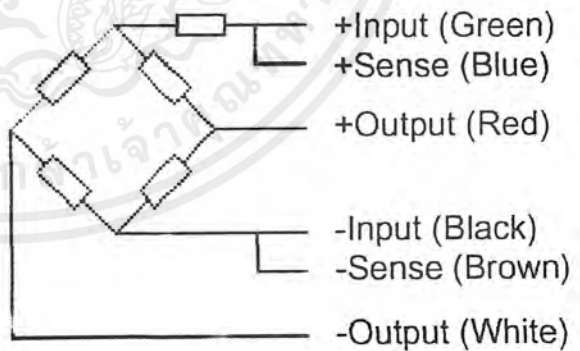 +Input (Green)
+Sense (Blue)
+Output (Red)
-Input (Black)
-Sense (Brown)
-Output (White)